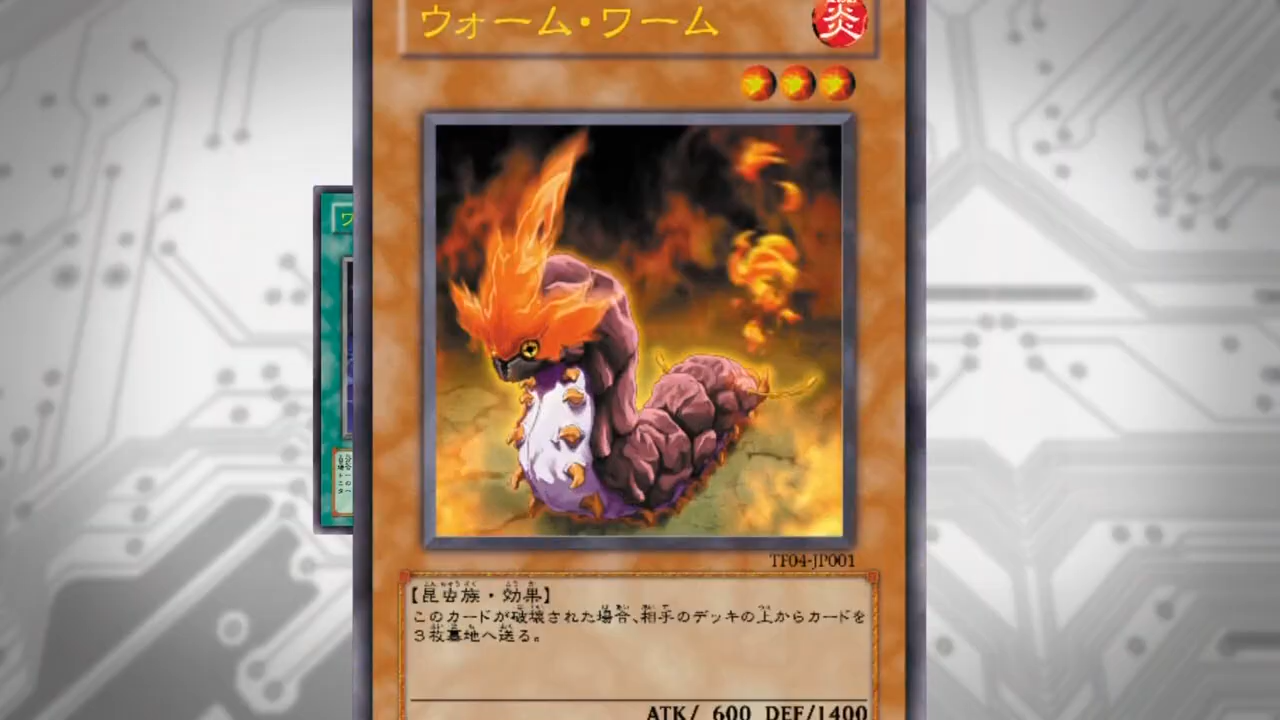 ウォーム・ワーム
炎
TF04-JP001
【昆虫族・効果】
このカードが破壊された場合、相手のデッキの上からカードを
3枚墓地へ送る。
ATK/ 600 DEF/1400
ワ